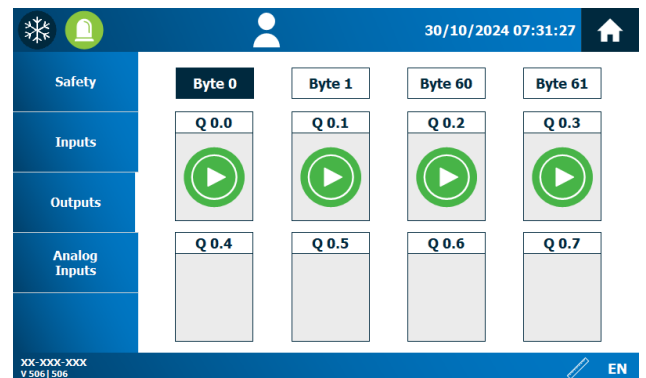 30/10/2024 07:31:27
Safety
Inputs
Outputs
Analog
Inputs
Byte 0
Byte 1
Byte 60
Byte 61
Q 0.0
Q 0.1
Q 0.2
Q 0.3
Q 0.4
Q 0.5
Q 0.6
Q 0.7
XX-XXX-XXX
V 506 | 506
EN